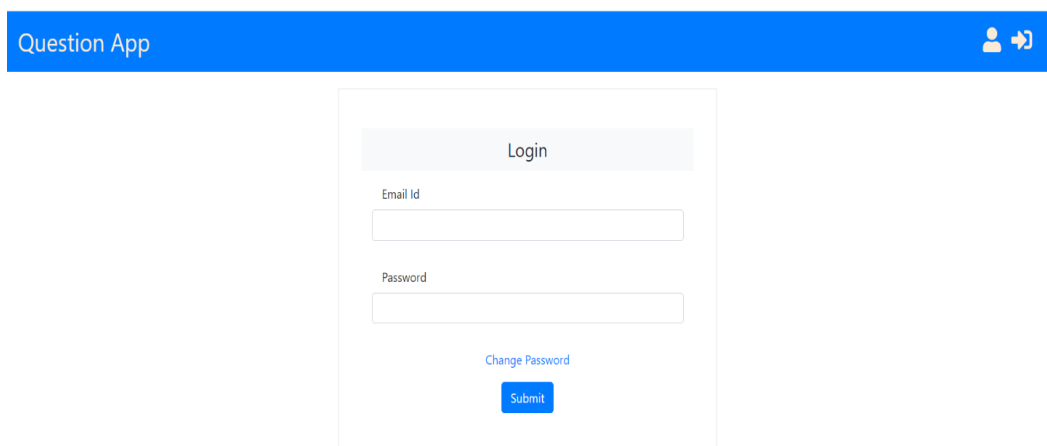 Question App
Login
Email Id
Password
Change Password
Submit